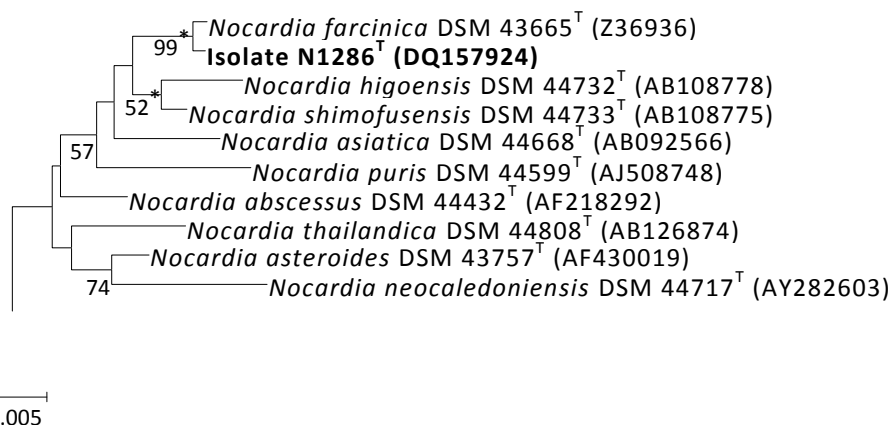 Nocardia farcinica DSM 43665T (Z36936)
*
99
Isolate N1286T (DQ157924)
Nocardia higoensis DSM 44732T (AB108778)
*
52
Nocardia shimofusensis DSM 44733T (AB108775)
Nocardia asiatica DSM 44668T (AB092566)
57
Nocardia puris DSM 44599T (AJ508748)
Nocardia abscessus DSM 44432T (AF218292)
Nocardia thailandica DSM 44808T (AB126874)
Nocardia asteroides DSM 43757T (AF430019)
74
Nocardia neocaledoniensis DSM 44717T (AY282603)
.005